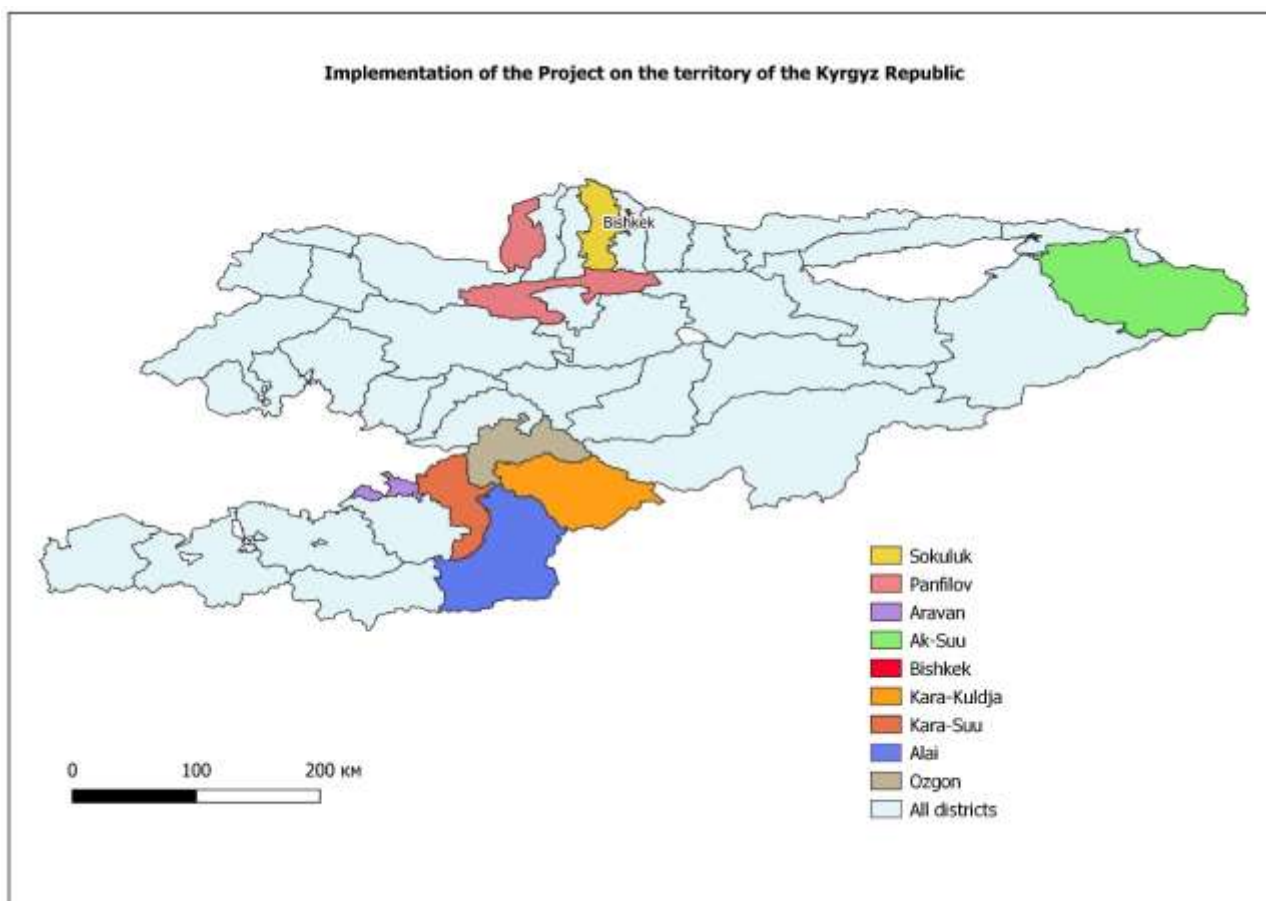 Implementation of the Project on the territory of the Kyrgyz Republic
Bishkek
Sokuluk
Panfilov
Aravan
Ak-Suu
Bishkek
Kara-Kuldja
Kara-Suu
Alai
Ozgon
All districts
0 100 200 км